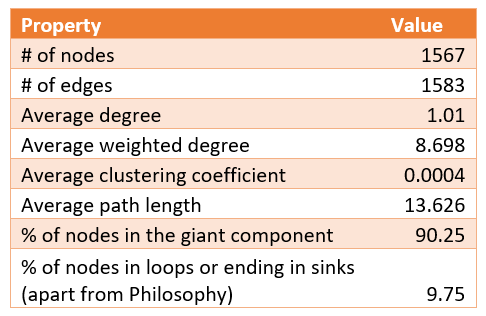 Property Value
# of nodes 1567
# of edges 1583
Average degree 1.01
Average weighted degree 8.698
Average clustering coefficient 0.0004
Average path length 13.626
% of nodes in the giant component 90.25
% of nodes in loops or ending in sinks
(apart from Philosophy) 9.75